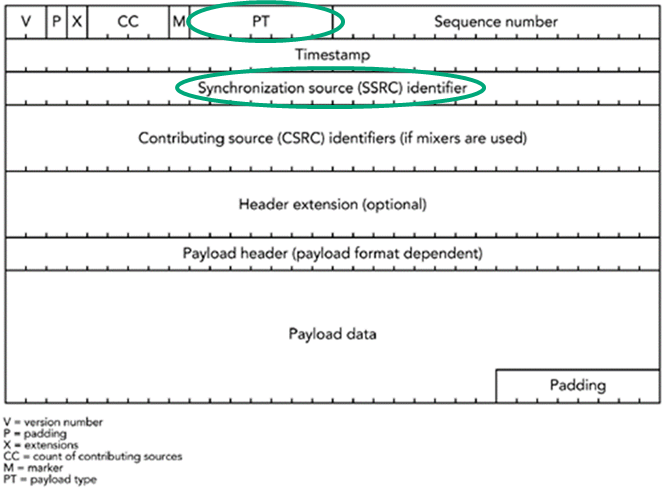 V P X CC M PT Sequence number
Timestamp
Synchronization source (SSRC) identifier
Contributing source (CSRC) identifiers (if mixers are used)
Header extension (optional)
Payload header (payload format dependent)
Payload data
Padding
V = version number
P = padding
X = extensions
CC = count of contributing sources
M = marker
PT = payload type